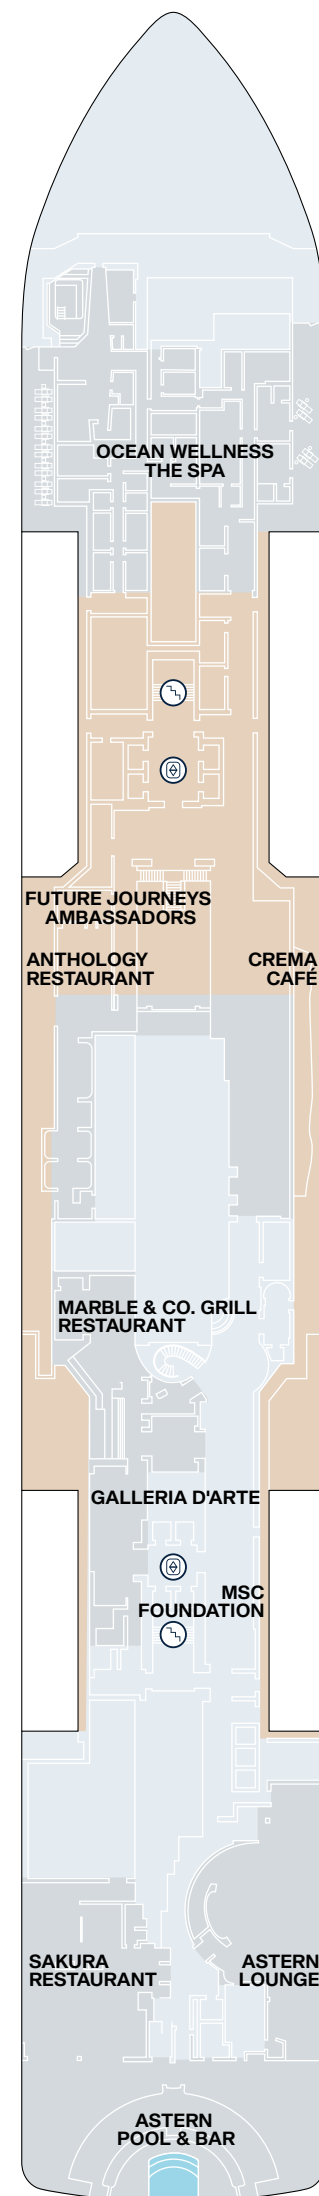 OCEAN WELLNESS
THE SPA
FUTURE JOURNEYS
AMBASSADORS
ANTHOLOGY
RESTAURANT
CREMA
CAFÉ
MARBLE & CO. GRILL
RESTAURANT
GALLERIA D'ARTE
MSC
FOUNDATION
SAKURA
RESTAURANT
ASTERN
LOUNGE
ASTERN
POOL & BAR